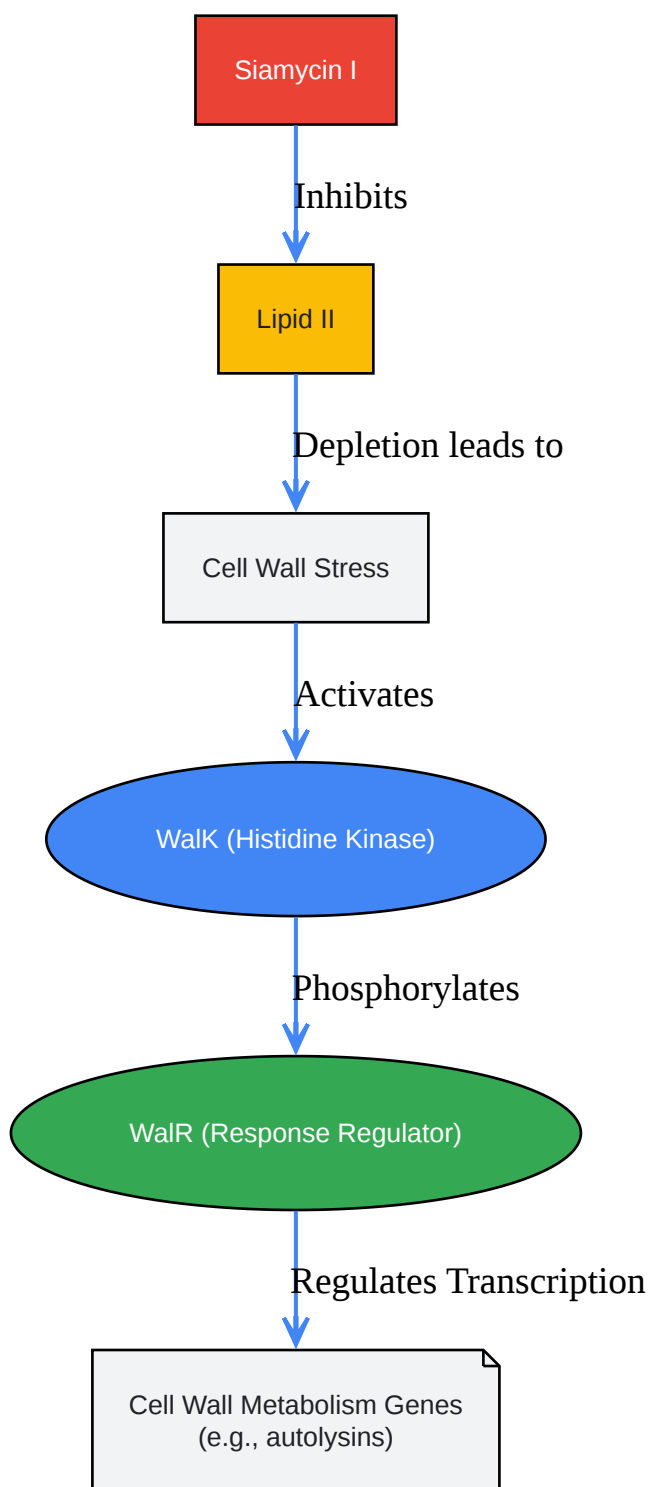 Siamycin I
Inhibits
Lipid II
Depletion leads to
Cell Wall Stress
Activates
WalK (Histidine Kinase)
Phosphorylates
WalR (Response Regulator)
Regulates Transcription
Cell Wall Metabolism Genes
(e.g., autolysins)